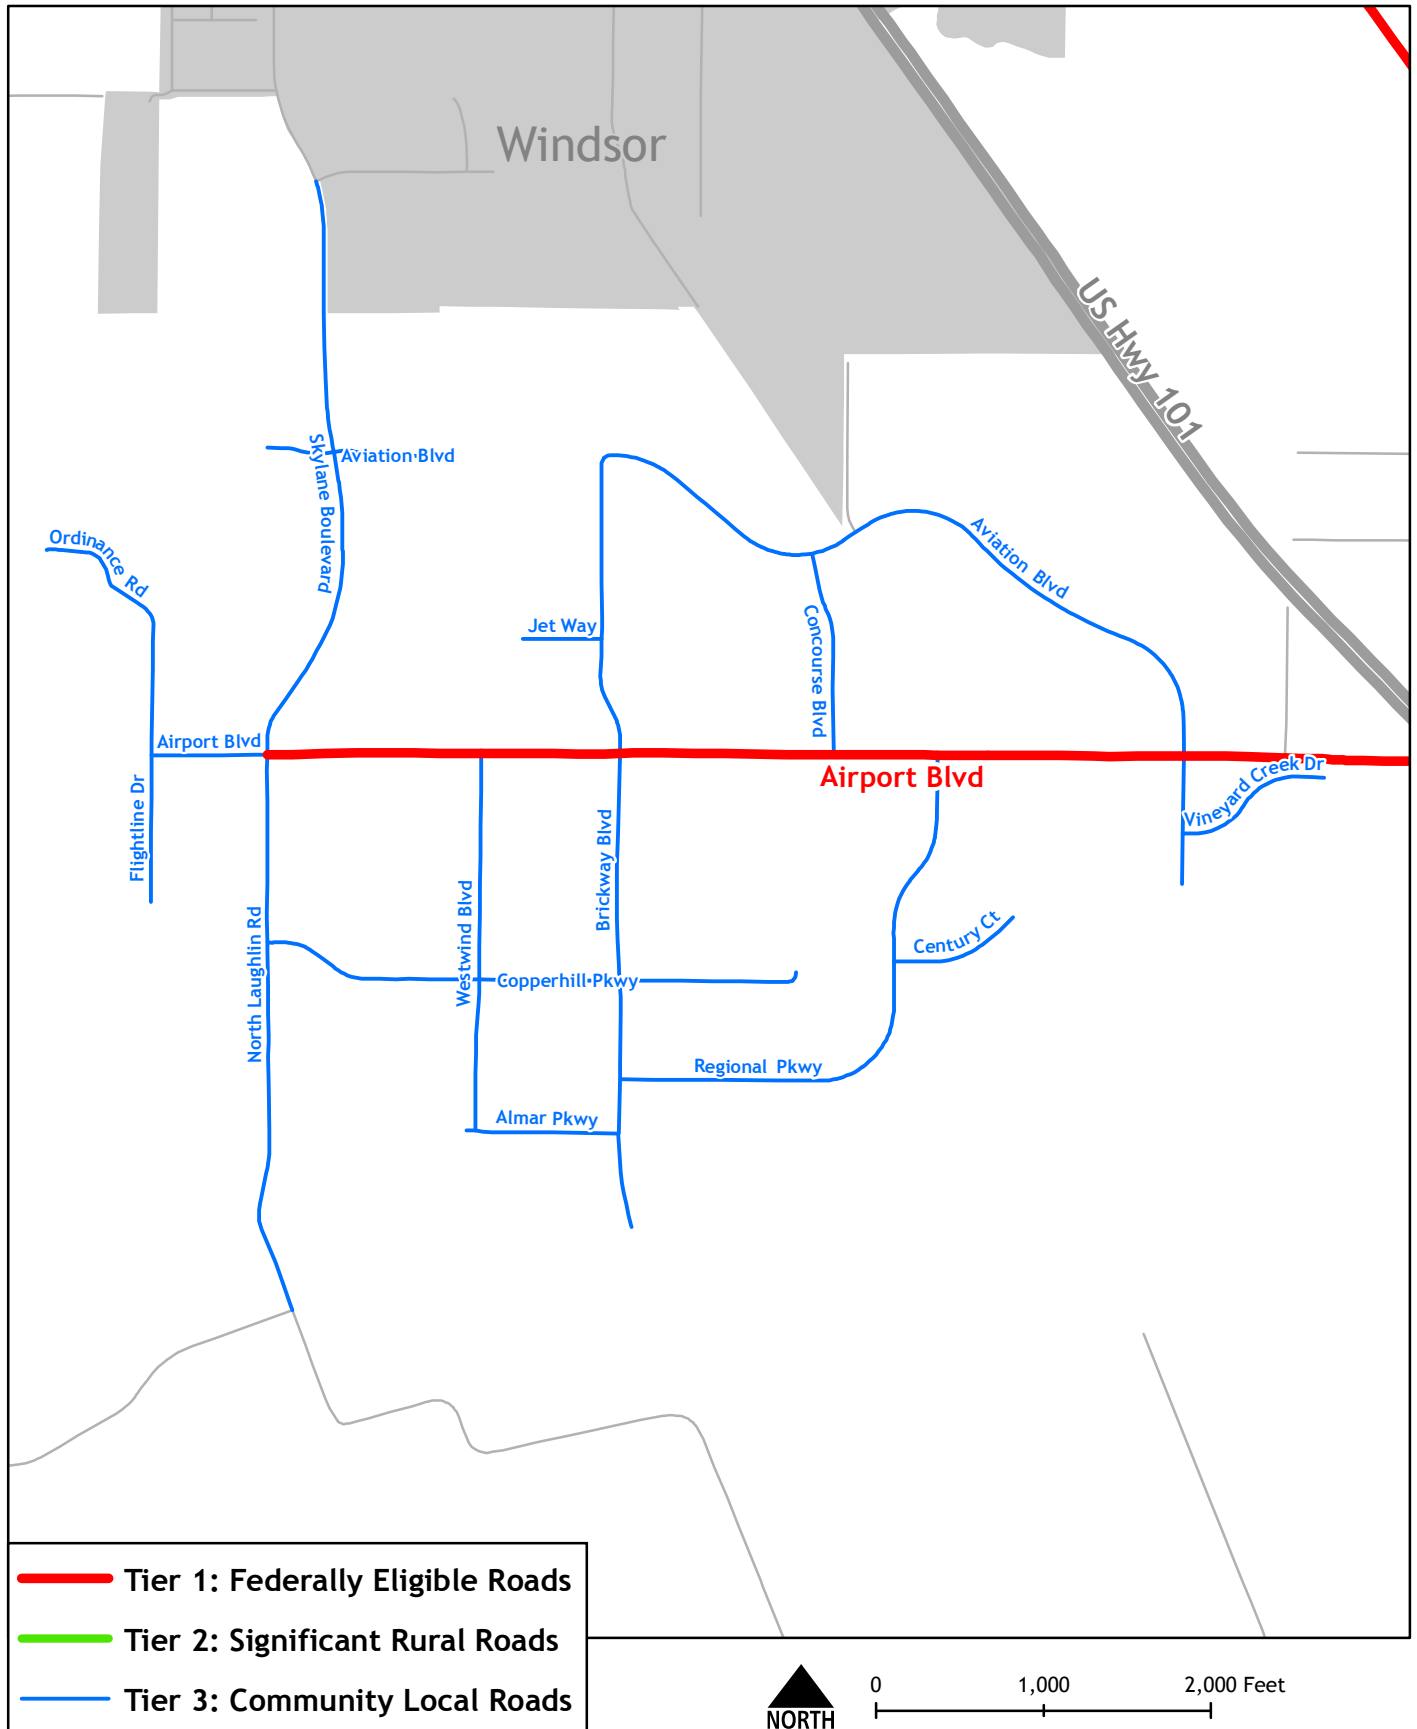 Windsor
US Hwy 101
Skylane Boulevard
Aviation Blvd
Ordinance Rd
Aviation Blvd
Jet Way
Concourse Blvd
Airport Blvd
Airport Blvd
Vineyard Creek Dr
Flightline Dr
Brickway Blvd
Westwind Blvd
North Laughlin Rd
Century Ct
Copperhill Pkwy
Regional Pkwy
Almar Pkwy
Tier 1: Federally Eligible Roads
Tier 2: Significant Rural Roads
Tier 3: Community Local Roads
NORTH
0 1,000 2,000 Feet